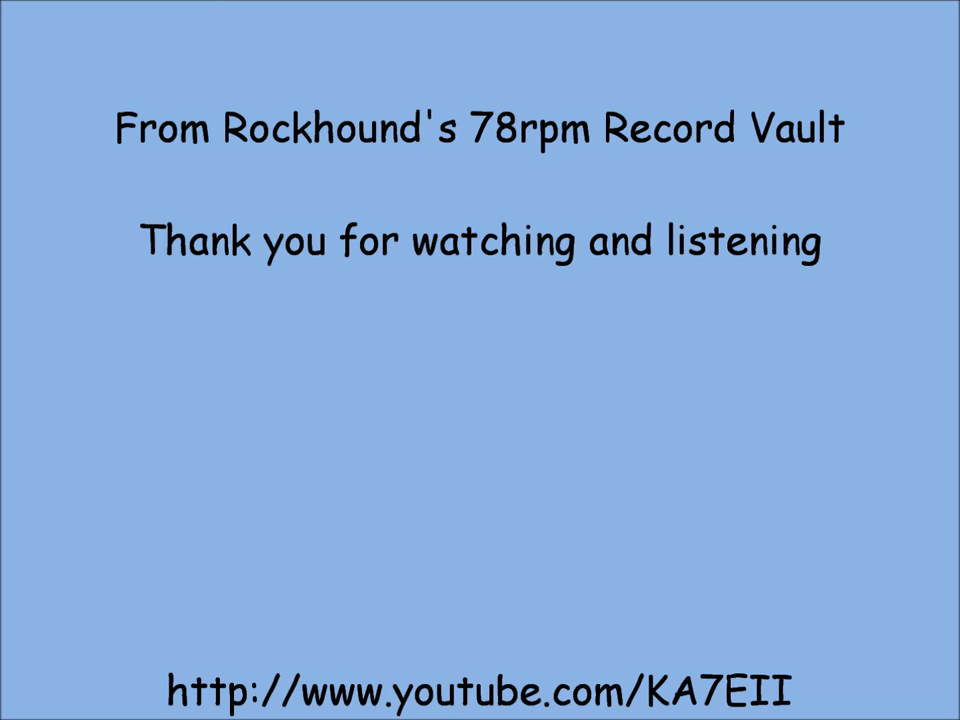 From Rockhound's 78rpm Record Vault
Thank you for watching and listening
http://www.youtube.com/KA7EII